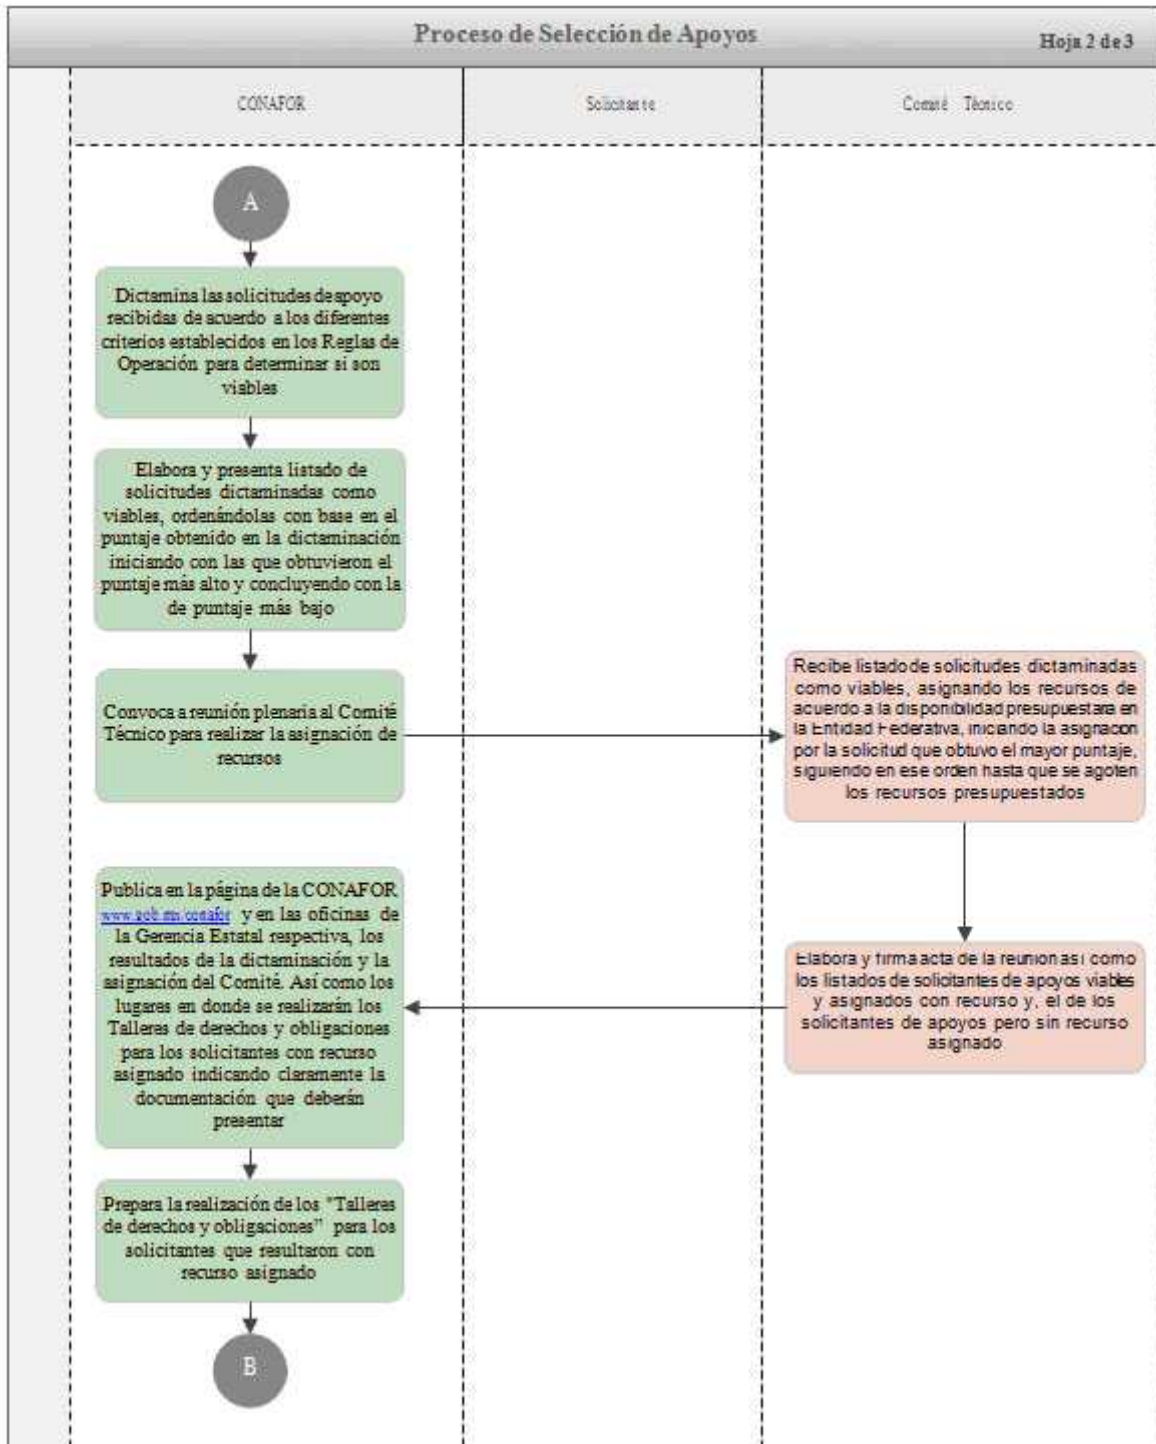 Proceso de Selección de Apoyos
Hoja 2 de 3
CONAFOR
Solicitante
Comité Técnico
A
Dictamina las solicitudes de apoyo
recibidas de acuerdo a los diferentes
criterios establecidos en los Reglas de
Operación para determinar si son
viables
Elabora y presenta listado de
solicitudes dictaminadas como
viables, ordenándolas con base en el
puntaje obtenido en la dictaminación
iniciando con las que obtuvieron el
puntaje más alto y concluyendo con la
de puntaje más bajo
Convoca a reunión plenaria al Comité
Técnico para realizar la asignación de
recursos
Recibe listado de solicitudes dictaminadas
como viables, asignando los recursos de
acuerdo a la disponibilidad presupuestaria en
la Entidad Federativa, iniciando la asignación
por la solicitud que obtuvo el mayor puntaje,
siguiendo en ese orden hasta que se agoten
los recursos presupuestados
Elabora y firma acta de la reunión así como
los listados de solicitantes de apoyos viables
y asignados con recurso y, el de los
solicitantes de apoyos pero sin recurso
asignado
Publica en la página de la CONAFOR
www.gob.mx/conafor y en las oficinas de
la Gerencia Estatal respectiva, los
resultados de la dictaminación y la
asignación del Comité. Así como los
lugares en donde se realizarán los
Talleres de derechos y obligaciones
para los solicitantes con recurso
asignado indicando claramente la
documentación que deberán
presentar
Prepara la realización de los "Talleres
de derechos y obligaciones" para los
solicitantes que resultaron con
recurso asignado
B